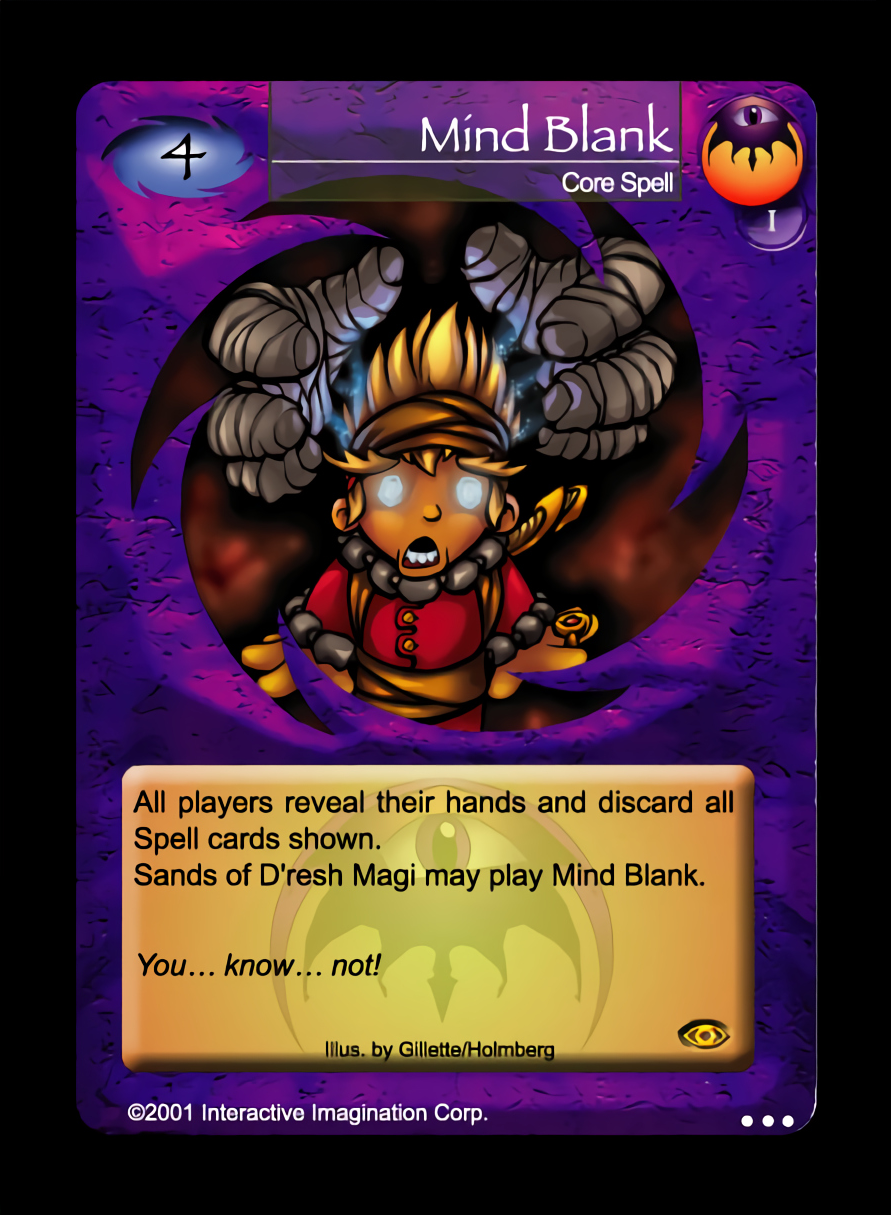 4
Mind Blank
Core Spell
I
All players reveal their hands and discard all
Spell cards shown.
Sands of D'resh Magi may play Mind Blank.
You... know... not!
Illus. by Gillette/Holmberg
©2001 Interactive Imagination Corp.